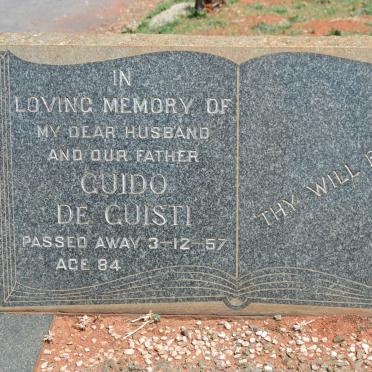 IN
LOVING MEMORY OF
MY DEAR HUSBAND
AND OUR FATHER
GUIDO
DE GUISTI
PASSED AWAY 3-12-57
AGE 84
THY WILL